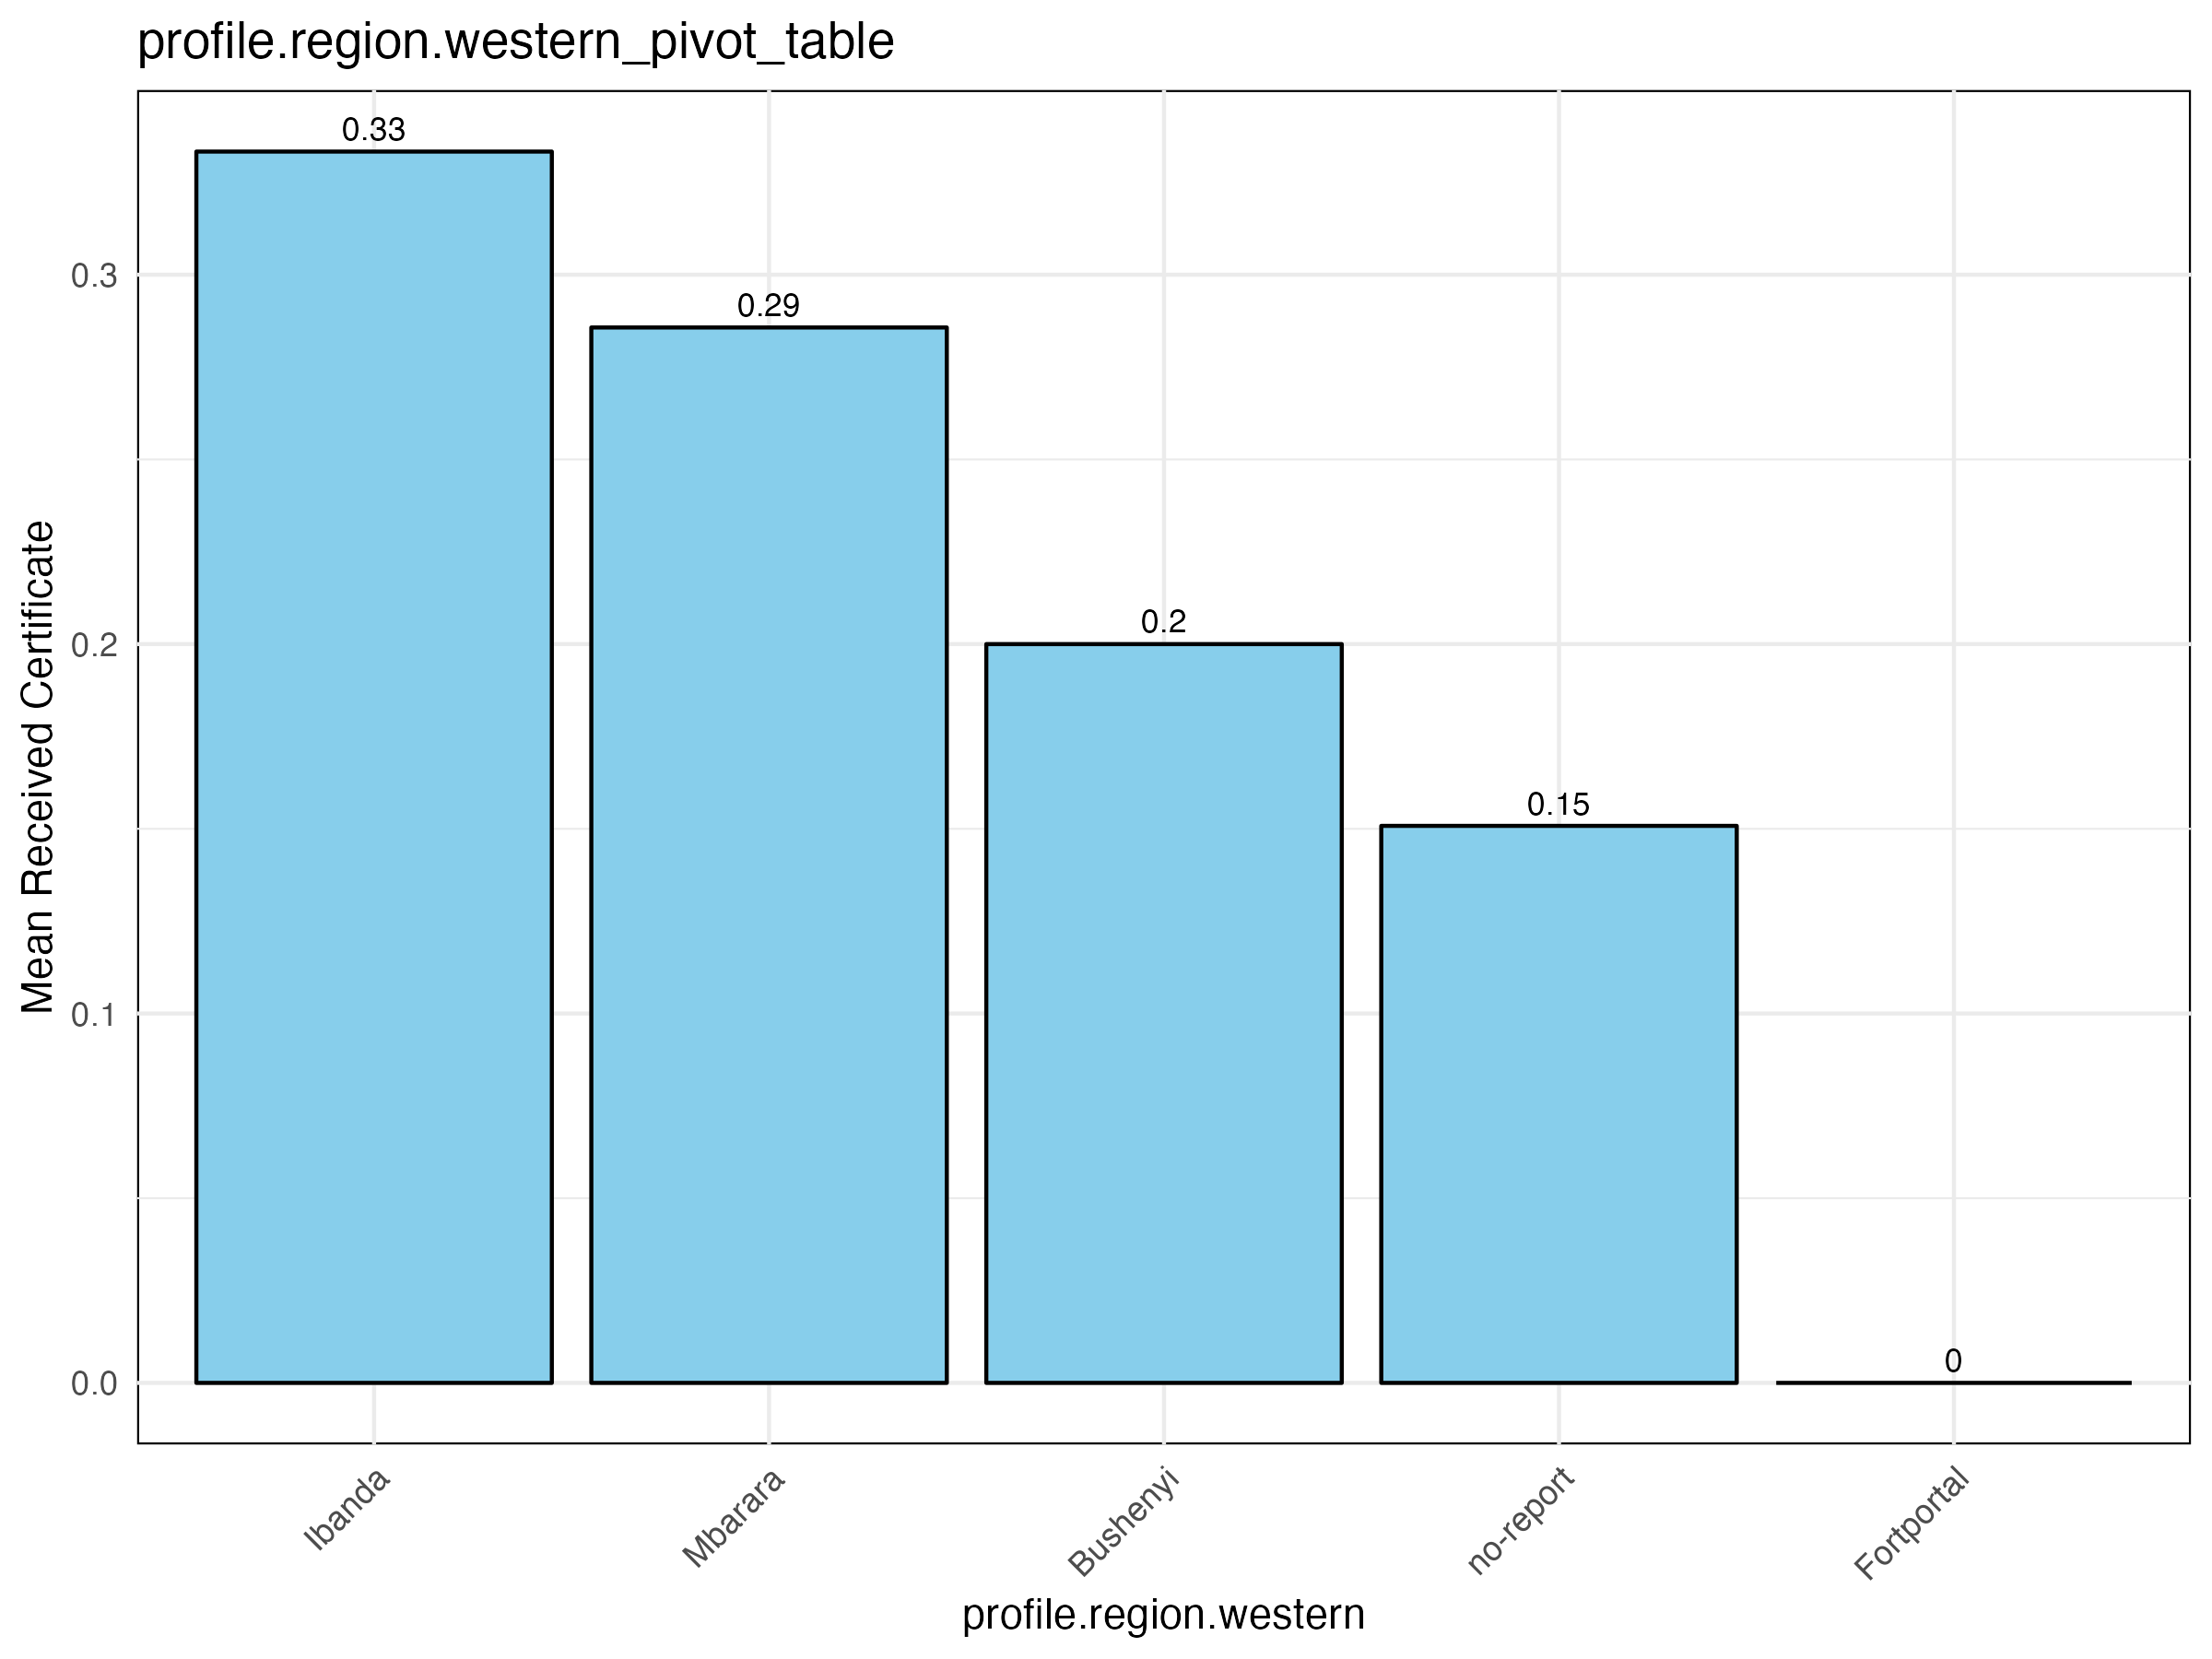 profile.region.western_pivot_table
Mean Received Certificate
0.3
0.2
0.1
0.0
0.33
0.29
0.2
0.15
0
Ibanda
Mbarara
Bushenyi
no-report
Fortportal
profile.region.western